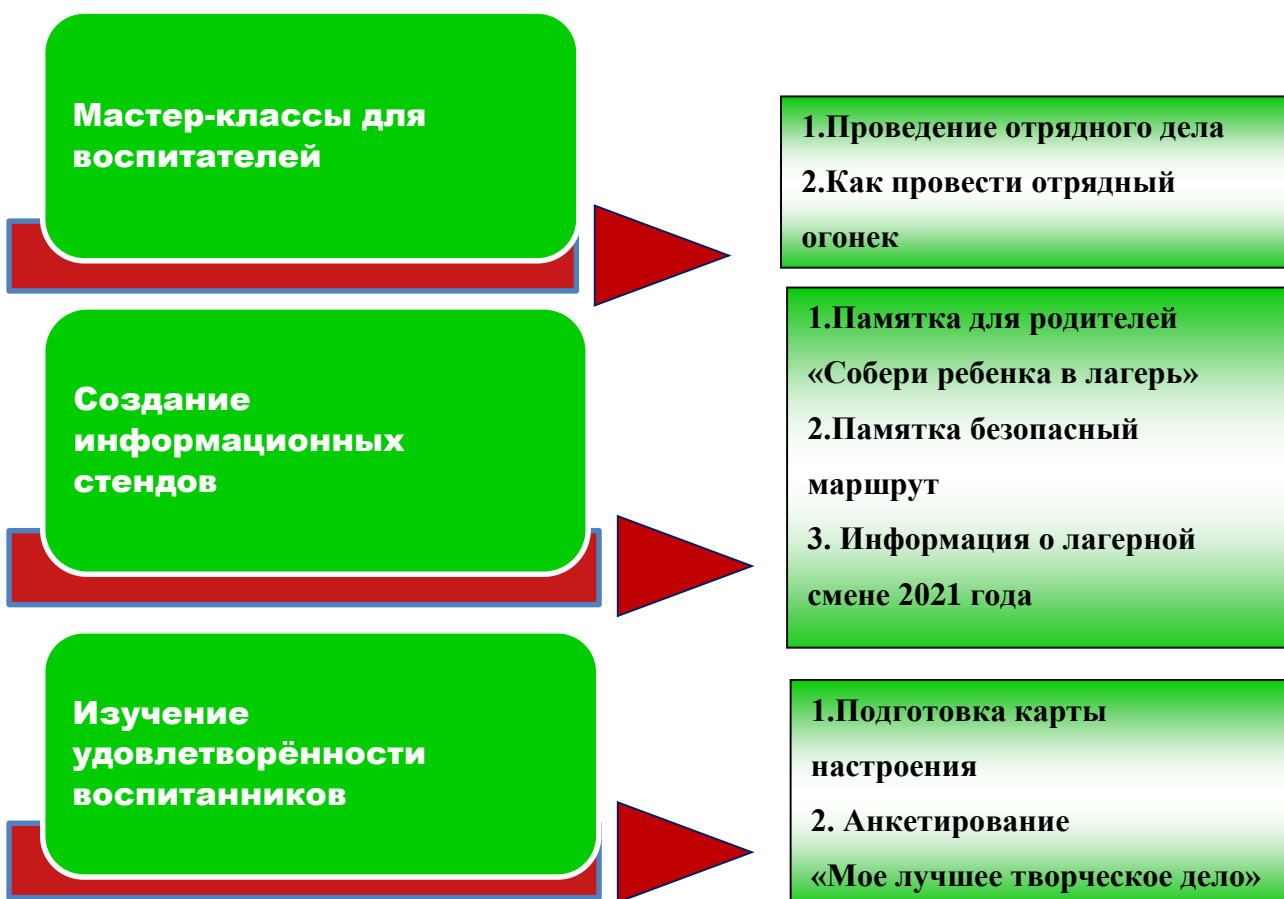 Мастер-классы для
воспитателей
1.Проведение отрядного дела
2.Как провести отрядный
огонек
Создание
информационных
стендов
1.Памятка для родителей
«Собери ребенка в лагерь»
2.Памятка безопасный
маршрут
3. Информация о лагерной
смене 2021 года
Изучение
удовлетворённости
воспитанников
1.Подготовка карты
настроения
2. Анкетирование
«Мое лучшее творческое дело»